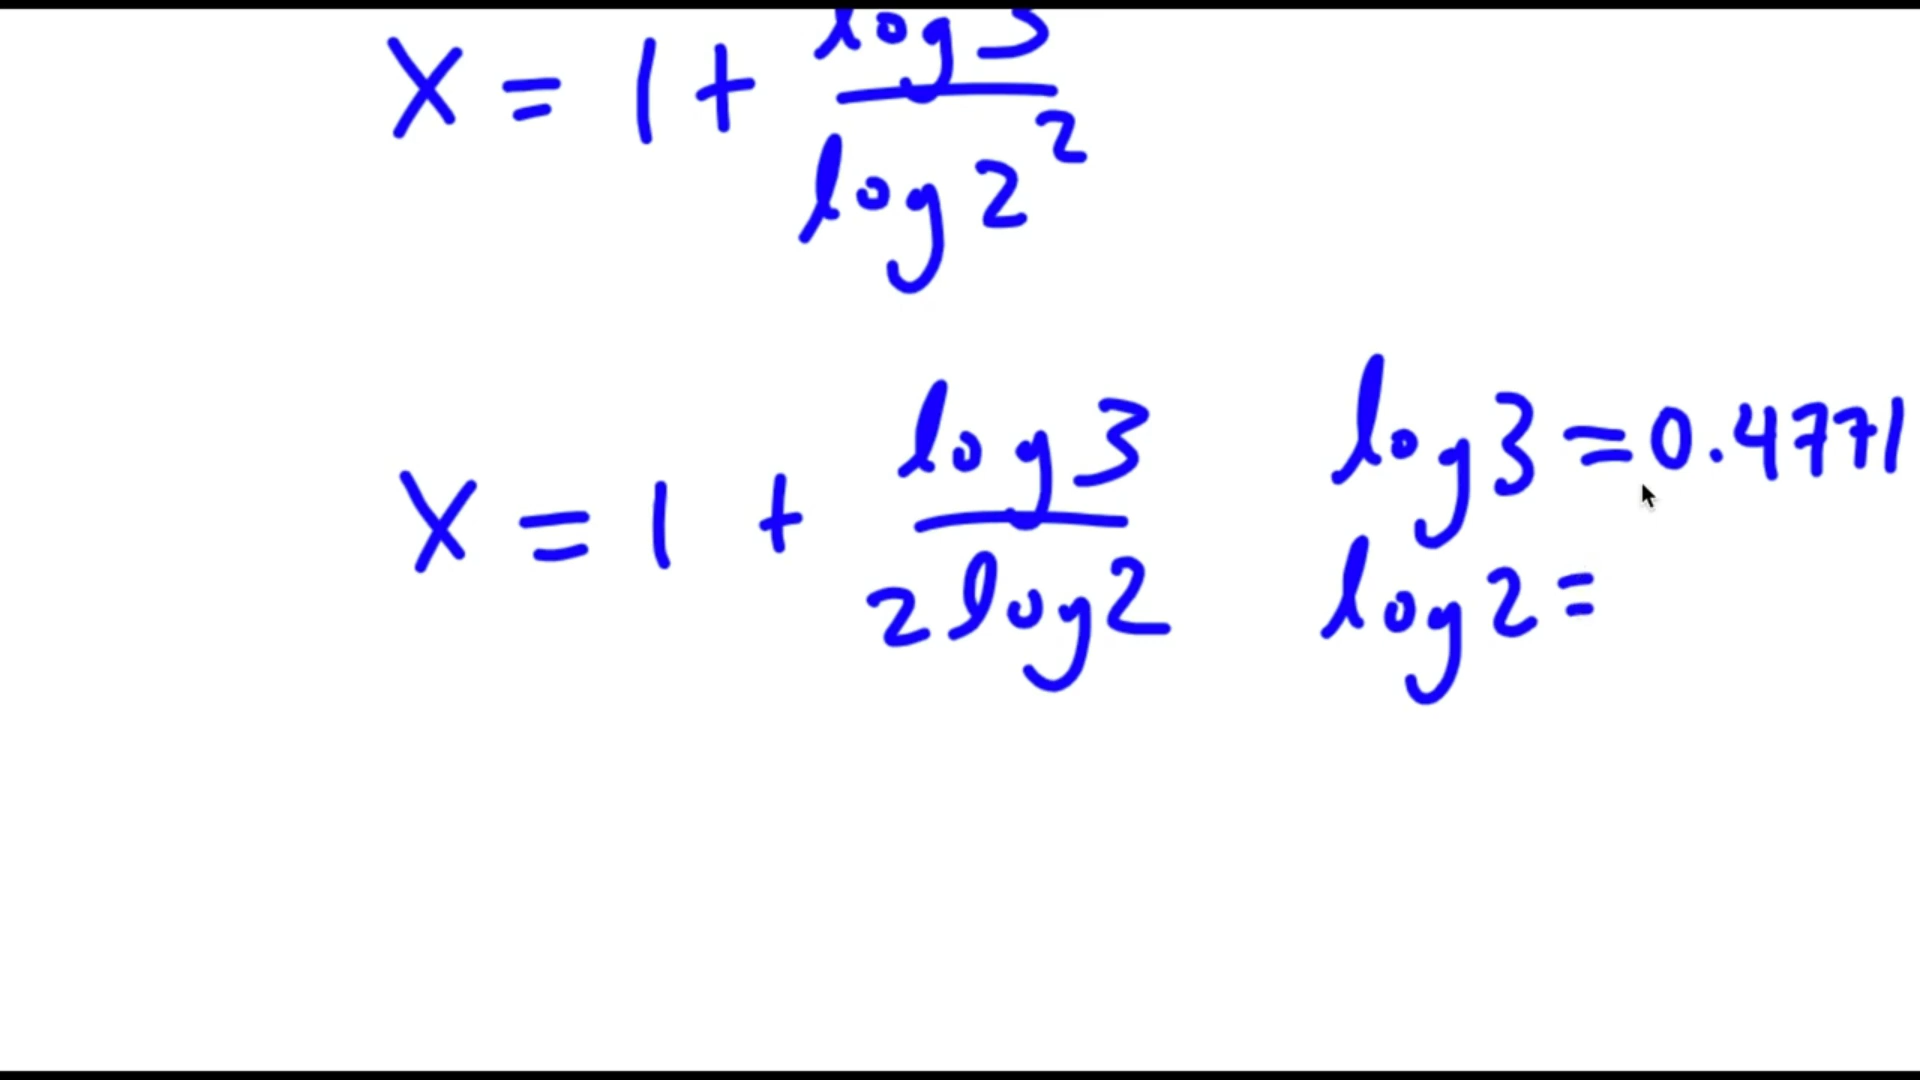 x = 1 + log 3 / log 2²
x = 1 + log 3 / 2 log 2
log 3 = 0.4771
log 2 =